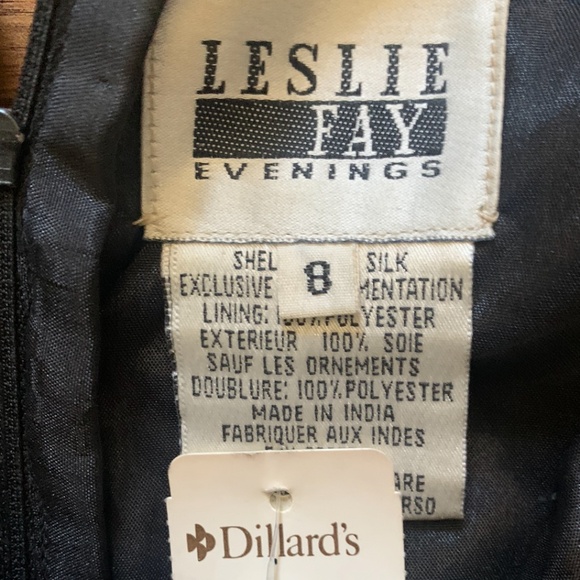 LESLIE
FAY
EVENINGS
8
SHEL SILK
EXCLUSIVE MENTATION
LINING: 100% POLYESTER
EXTERIEUR 100% SOIE
SAUF LES ORNEMENTS
DOUBLURE: 100% POLYESTER
MADE IN INDIA
FABRIQUER AUX INDES
ARE
RSO
Dillard's